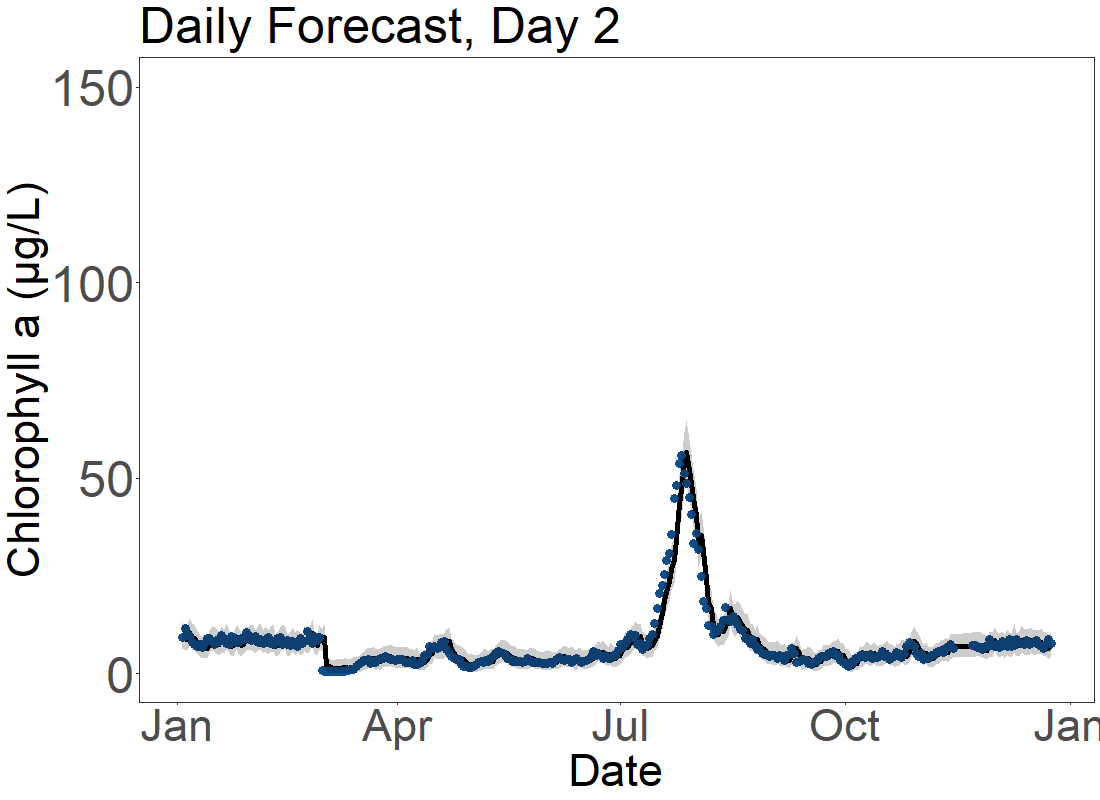 Daily Forecast, Day 2
150
100
50
0
Chlorophyll a (µg/L)
Jan Apr Jul Oct Jan
Date